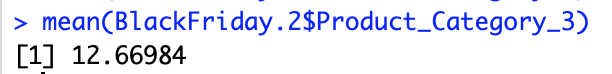 > mean(BlackFriday.2$Product_Category_3)
[1] 12.66984